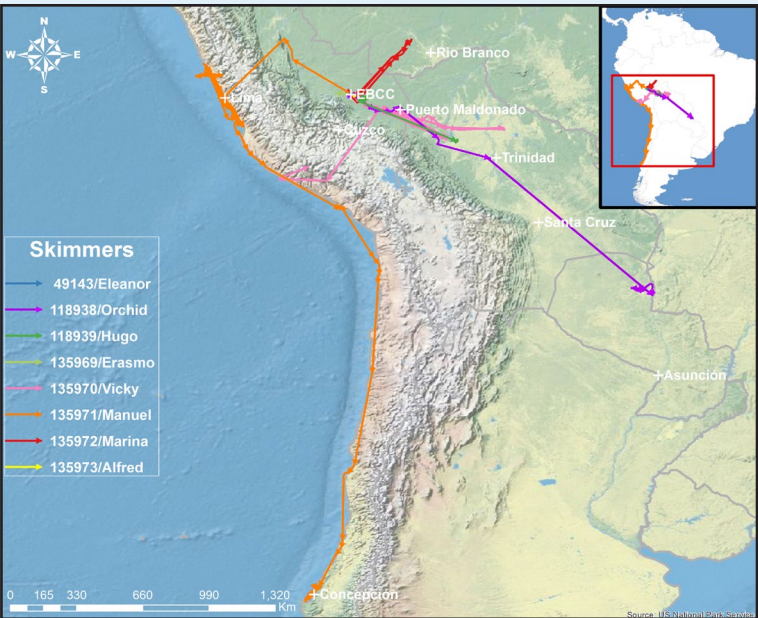 N
W E
S
Rio Branco
EBCC
Lima
Puerto Maldonado
Cuzco
Trinidad
Santa Cruz
Skimmers
49143/Eleanor
118938/Orchid
118939/Hugo
135969/Erasmo
135970/Vicky
135971/Manuel
135972/Marina
135973/Alfred
Asunción
Concepción
0 165 330 660 990 1,320
Km
Source: US National Park Service